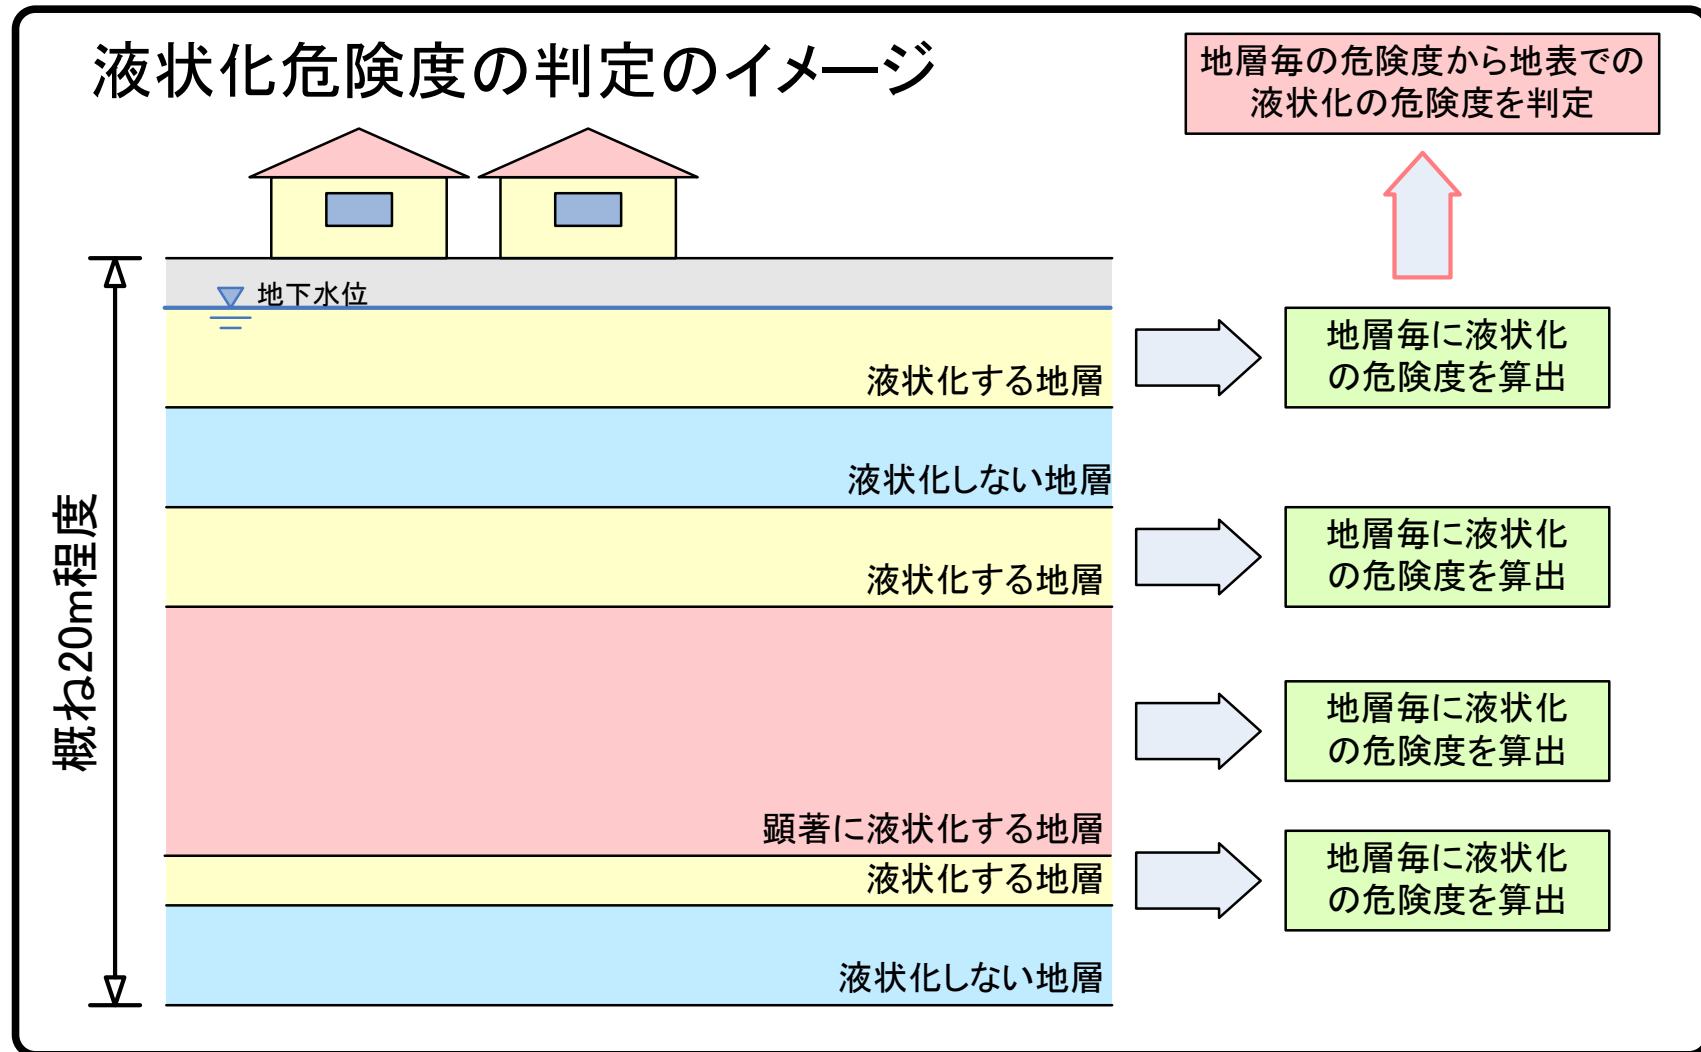 液状化危険度の判定のイメージ
地層毎の危険度から地表での
液状化の危険度を判定
地下水位
概ね20m程度
液状化する地層
地層毎に液状化
の危険度を算出
液状化しない地層
液状化する地層
地層毎に液状化
の危険度を算出
顕著に液状化する地層
地層毎に液状化
の危険度を算出
液状化する地層
地層毎に液状化
の危険度を算出
液状化しない地層